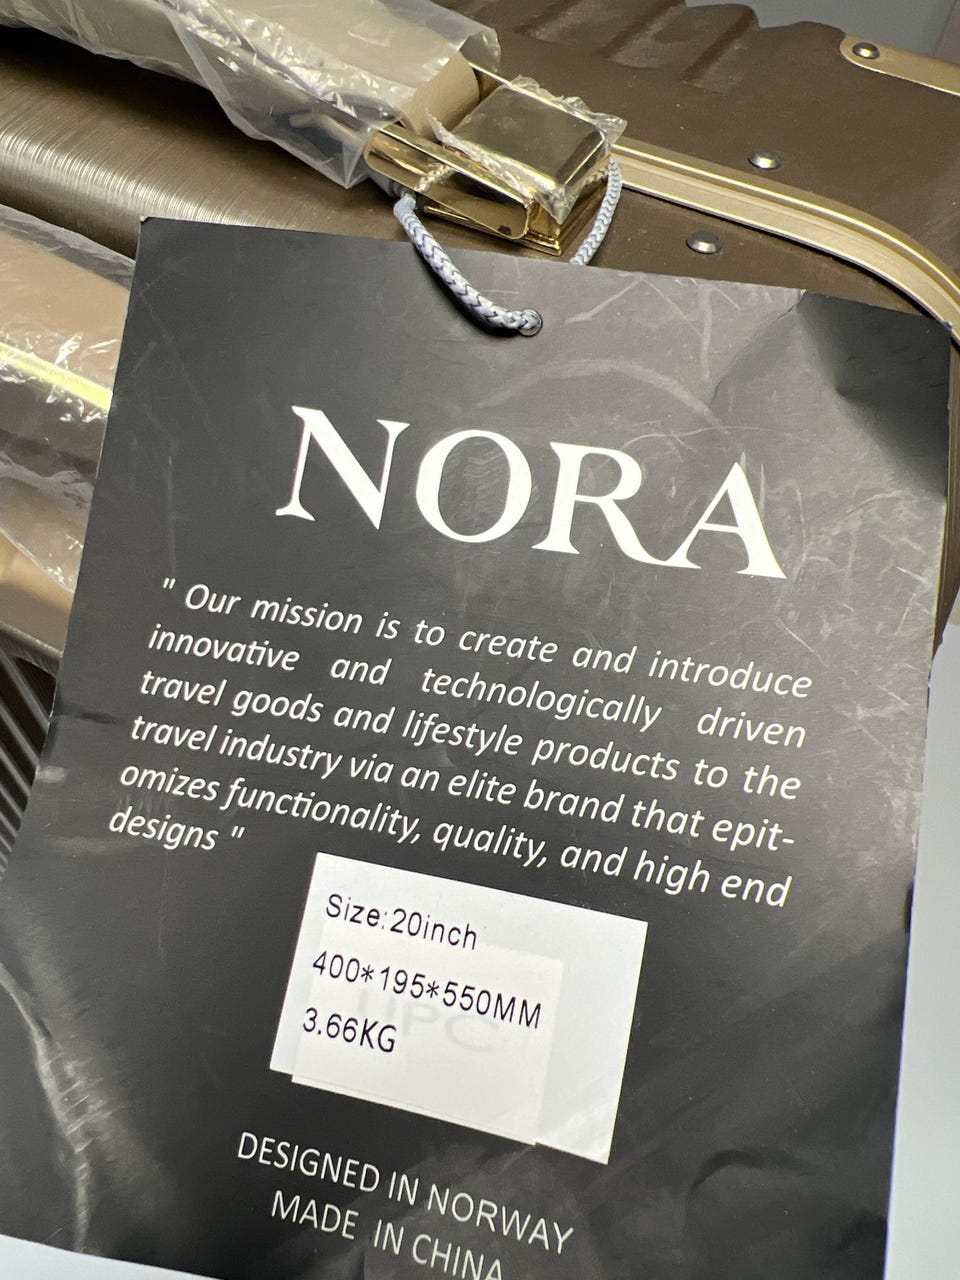 NORA
" Our mission is to create and introduce
innovative and technologically driven
travel goods and lifestyle products to the
travel industry via an elite brand that epit-
omizes functionality, quality, and high end
designs "
Size:20inch
400*195*550MM
3.66KG
UPC
DESIGNED IN NORWAY
MADE IN CHINA